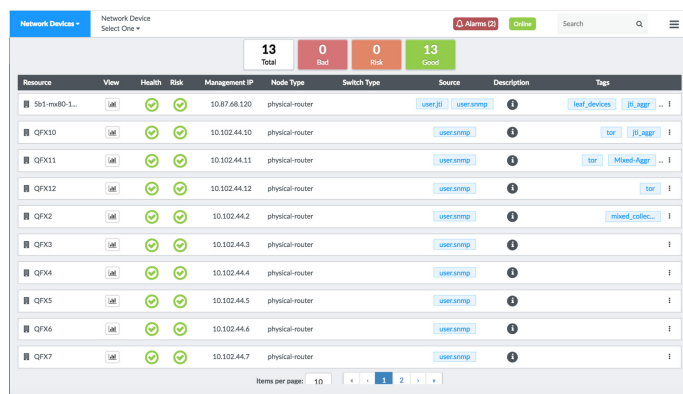 Network Devices
Network Device
Select One
Alarms (2)
Online
Search
13 0 0 13
Total Bad Risk Good
Resource View Health Risk Management IP Node Type Switch Type Source Description Tags
5b1-mx80-1... 10.87.68.120 physical-router user.jti user.snmp leaf_devices jti_aggr ...
QFX10 10.102.44.10 physical-router user.snmp tor jti_aggr
QFX11 10.102.44.11 physical-router user.snmp tor Mixed-Aggr ...
QFX12 10.102.44.12 physical-router user.snmp tor
QFX2 10.102.44.2 physical-router user.snmp mixed_collec...
QFX3 10.102.44.3 physical-router user.snmp
QFX4 10.102.44.4 physical-router user.snmp
QFX5 10.102.44.5 physical-router user.snmp
QFX6 10.102.44.6 physical-router user.snmp
QFX7 10.102.44.7 physical-router user.snmp
Items per page: 10 « ‹ 1 2 › »